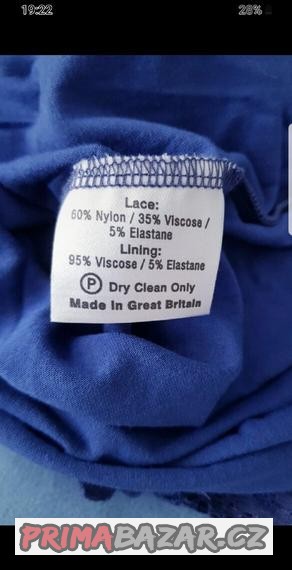 19:22
28%
Lace:
60% Nylon / 35% Viscose /
5% Elastane
Lining:
95% Viscose / 5% Elastane
P Dry Clean Only
Made In Great Britain
PRIMABAZAR.CZ